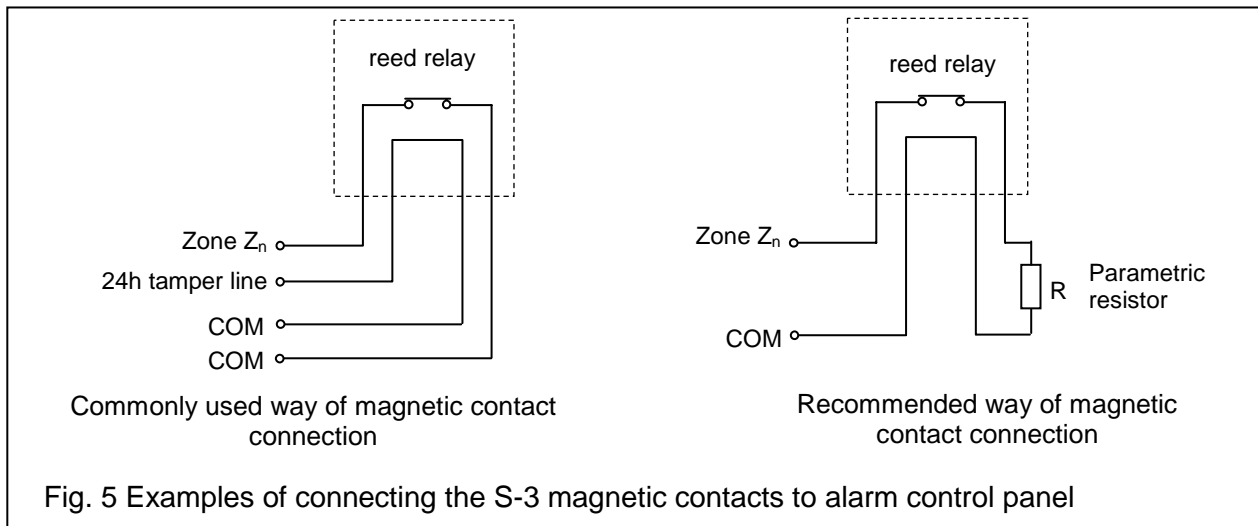 reed relay
Zone Zn
24h tamper line
COM
COM
Commonly used way of magnetic contact
connection
reed relay
Zone Zn
COM
R
Parametric
resistor
Recommended way of magnetic
contact connection
Fig. 5 Examples of connecting the S-3 magnetic contacts to alarm control panel